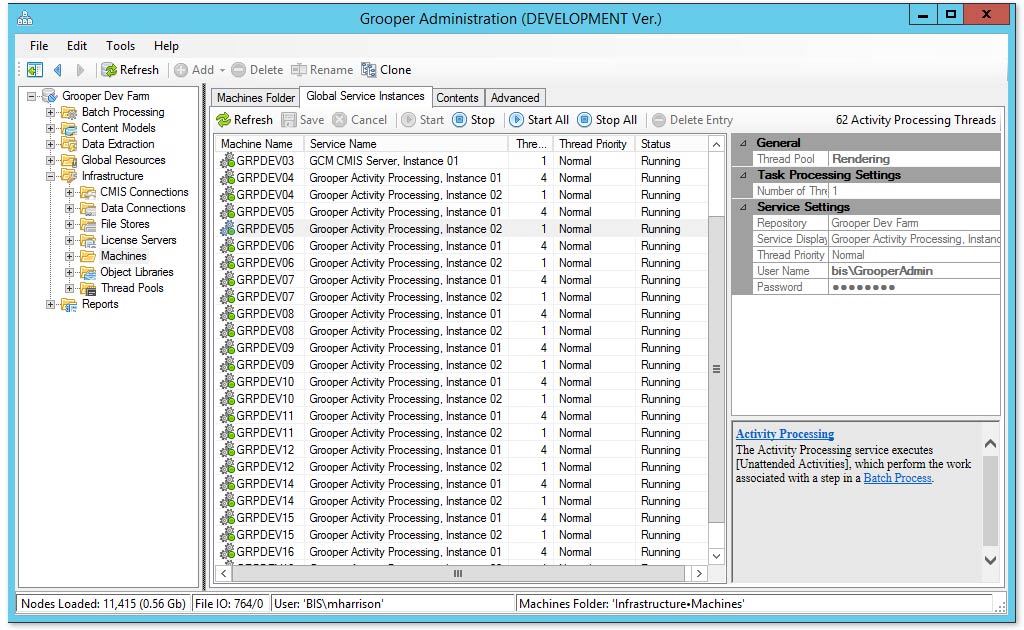 Grooper Administration (DEVELOPMENT Ver.)
File Edit Tools Help
Refresh Add Delete Rename Clone
Grooper Dev Farm
Batch Processing
Content Models
Data Extraction
Global Resources
Infrastructure
CMIS Connections
Data Connections
File Stores
License Servers
Machines
Object Libraries
Thread Pools
Reports
Machines Folder Global Service Instances Contents Advanced
Refresh Save Cancel Start Stop Start All Stop All Delete Entry 62 Activity Processing Threads
Machine Name Service Name Thre... Thread Priority Status
GRPDEV03 GCM CMIS Server, Instance 01 1 Normal Running
GRPDEV04 Grooper Activity Processing, Instance 01 4 Normal Running
GRPDEV04 Grooper Activity Processing, Instance 02 1 Normal Running
GRPDEV05 Grooper Activity Processing, Instance 01 4 Normal Running
GRPDEV05 Grooper Activity Processing, Instance 02 1 Normal Running
GRPDEV06 Grooper Activity Processing, Instance 01 4 Normal Running
GRPDEV06 Grooper Activity Processing, Instance 02 1 Normal Running
GRPDEV07 Grooper Activity Processing, Instance 01 4 Normal Running
GRPDEV07 Grooper Activity Processing, Instance 02 1 Normal Running
GRPDEV08 Grooper Activity Processing, Instance 01 4 Normal Running
GRPDEV08 Grooper Activity Processing, Instance 02 1 Normal Running
GRPDEV09 Grooper Activity Processing, Instance 01 4 Normal Running
GRPDEV09 Grooper Activity Processing, Instance 02 1 Normal Running
GRPDEV10 Grooper Activity Processing, Instance 01 4 Normal Running
GRPDEV10 Grooper Activity Processing, Instance 02 1 Normal Running
GRPDEV11 Grooper Activity Processing, Instance 01 4 Normal Running
GRPDEV11 Grooper Activity Processing, Instance 02 1 Normal Running
GRPDEV12 Grooper Activity Processing, Instance 01 4 Normal Running
GRPDEV12 Grooper Activity Processing, Instance 02 1 Normal Running
GRPDEV14 Grooper Activity Processing, Instance 01 4 Normal Running
GRPDEV14 Grooper Activity Processing, Instance 02 1 Normal Running
GRPDEV15 Grooper Activity Processing, Instance 01 4 Normal Running
GRPDEV15 Grooper Activity Processing, Instance 02 1 Normal Running
GRPDEV16 Grooper Activity Processing, Instance 01 4 Normal Running
General
Thread Pool Rendering
Task Processing Settings
Number of Thre 1
Service Settings
Repository Grooper Dev Farm
Service Display Grooper Activity Processing, Instanc
Thread Priority Normal
User Name bis\GrooperAdmin
Password ●●●●●●●●
Activity Processing
The Activity Processing service executes
[Unattended Activities], which perform the work
associated with a step in a Batch Process.
Nodes Loaded: 11,415 (0.56 Gb) File IO: 764/0 User: 'BIS\mharrison' Machines Folder: 'Infrastructure•Machines'